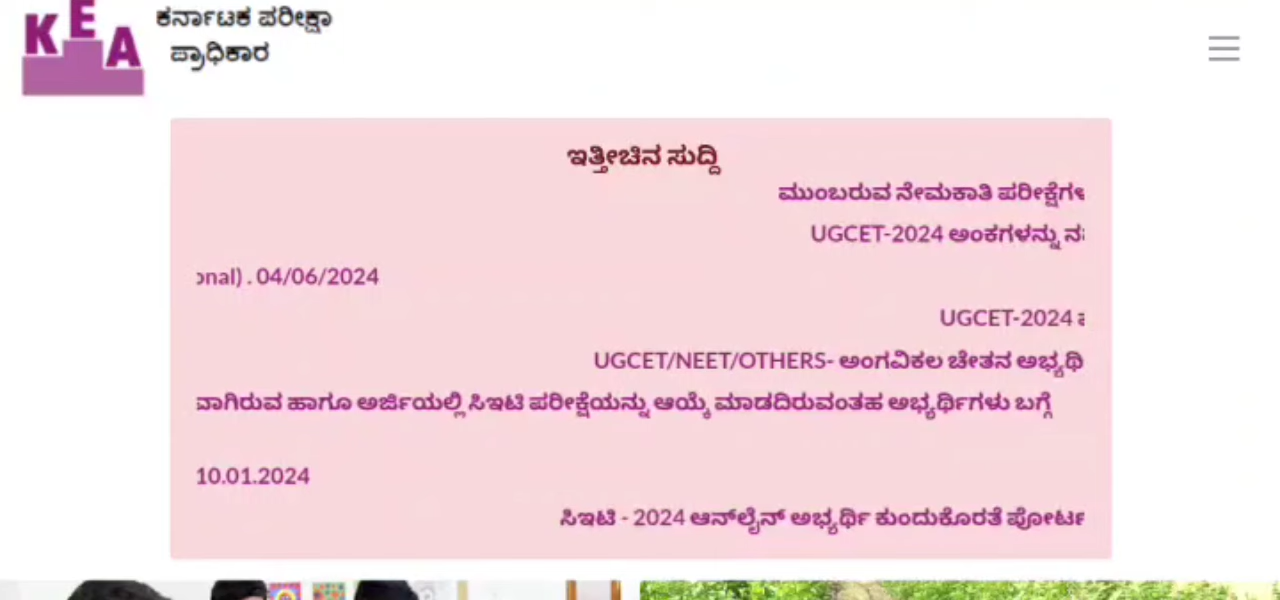 KEA
ಕರ್ನಾಟಕ ಪರೀಕ್ಷಾ
ಪ್ರಾಧಿಕಾರ
ಇತ್ತೀಚಿನ ಸುದ್ದಿ
ಮುಂಬರುವ ನೇಮಕಾತಿ
UGCET-2024 ಅಂಕಗಳನ್ನು
04/06/2024
UGCET-2024
UGCET/NEET/OTHERS- ಅಂಗವಿಕಲ ಚೇತನ
ವಾಗಿರುವ ಹಾಗೂ ಅರ್ಜಿಯಲ್ಲಿ ಸಿಇಟಿ ಪರೀಕ್ಷೆಯನ್ನು ಆಯ್ಕೆ ಮಾಡದಿರುವಂತಹ ಅಭ್ಯರ್ಥಿಗಳು ಬಗ್ಗೆ
10.01.2024
ಸಿಇಟಿ - 2024 ಆನ್‌ಲೈನ್ ಅಭ್ಯರ್ಥಿ ಕುಂದುಕೊರತೆ